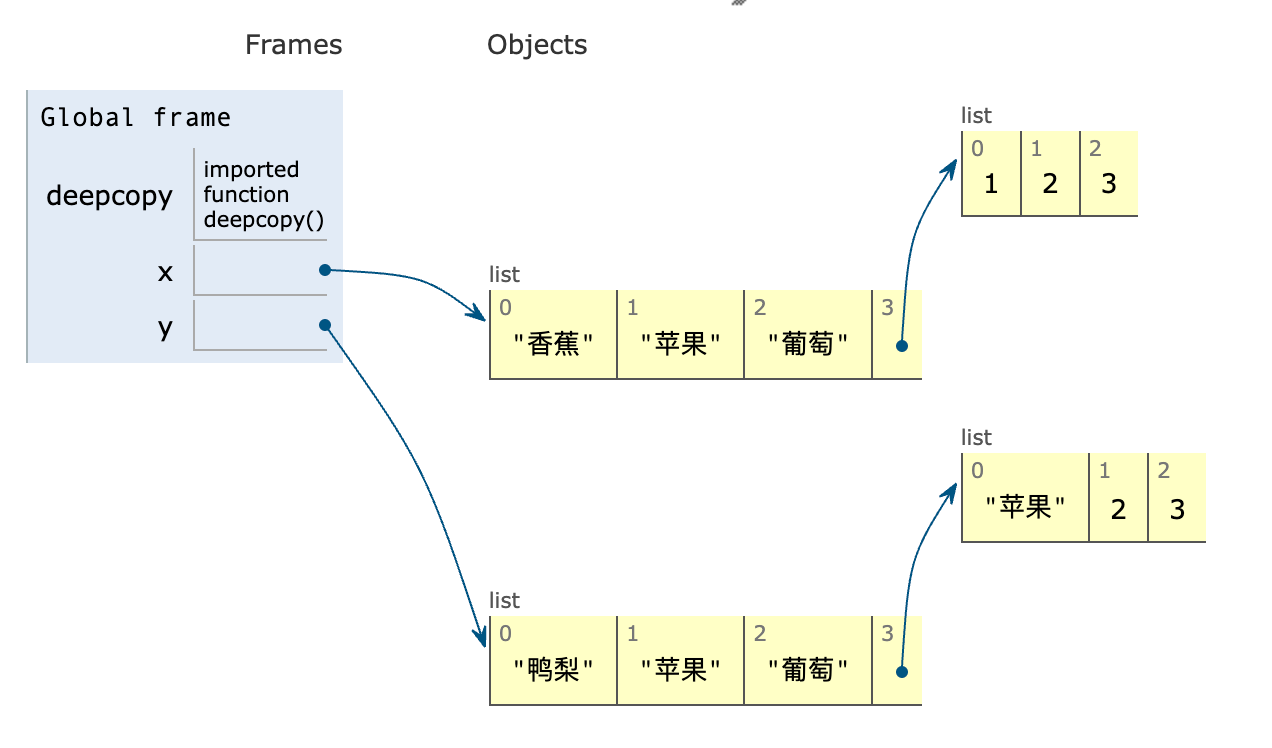 Frames Objects
Global frame
deepcopy imported
function
deepcopy()
x
y
list
0 1 2
1 2 3
list
0 1 2 3
"香蕉" "苹果" "葡萄"
list
0 1 2
"苹果" 2 3
list
0 1 2 3
"鸭梨" "苹果" "葡萄"